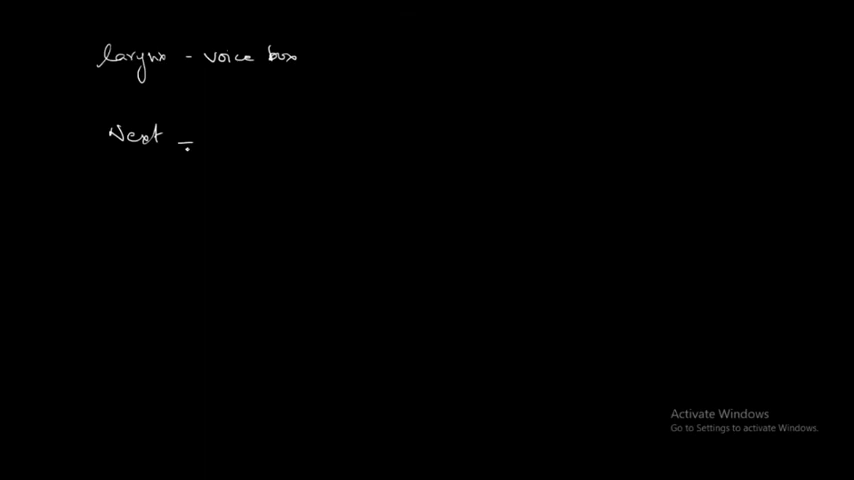 larynx - voice box
Next -
Activate Windows
Go to Settings to activate Windows.